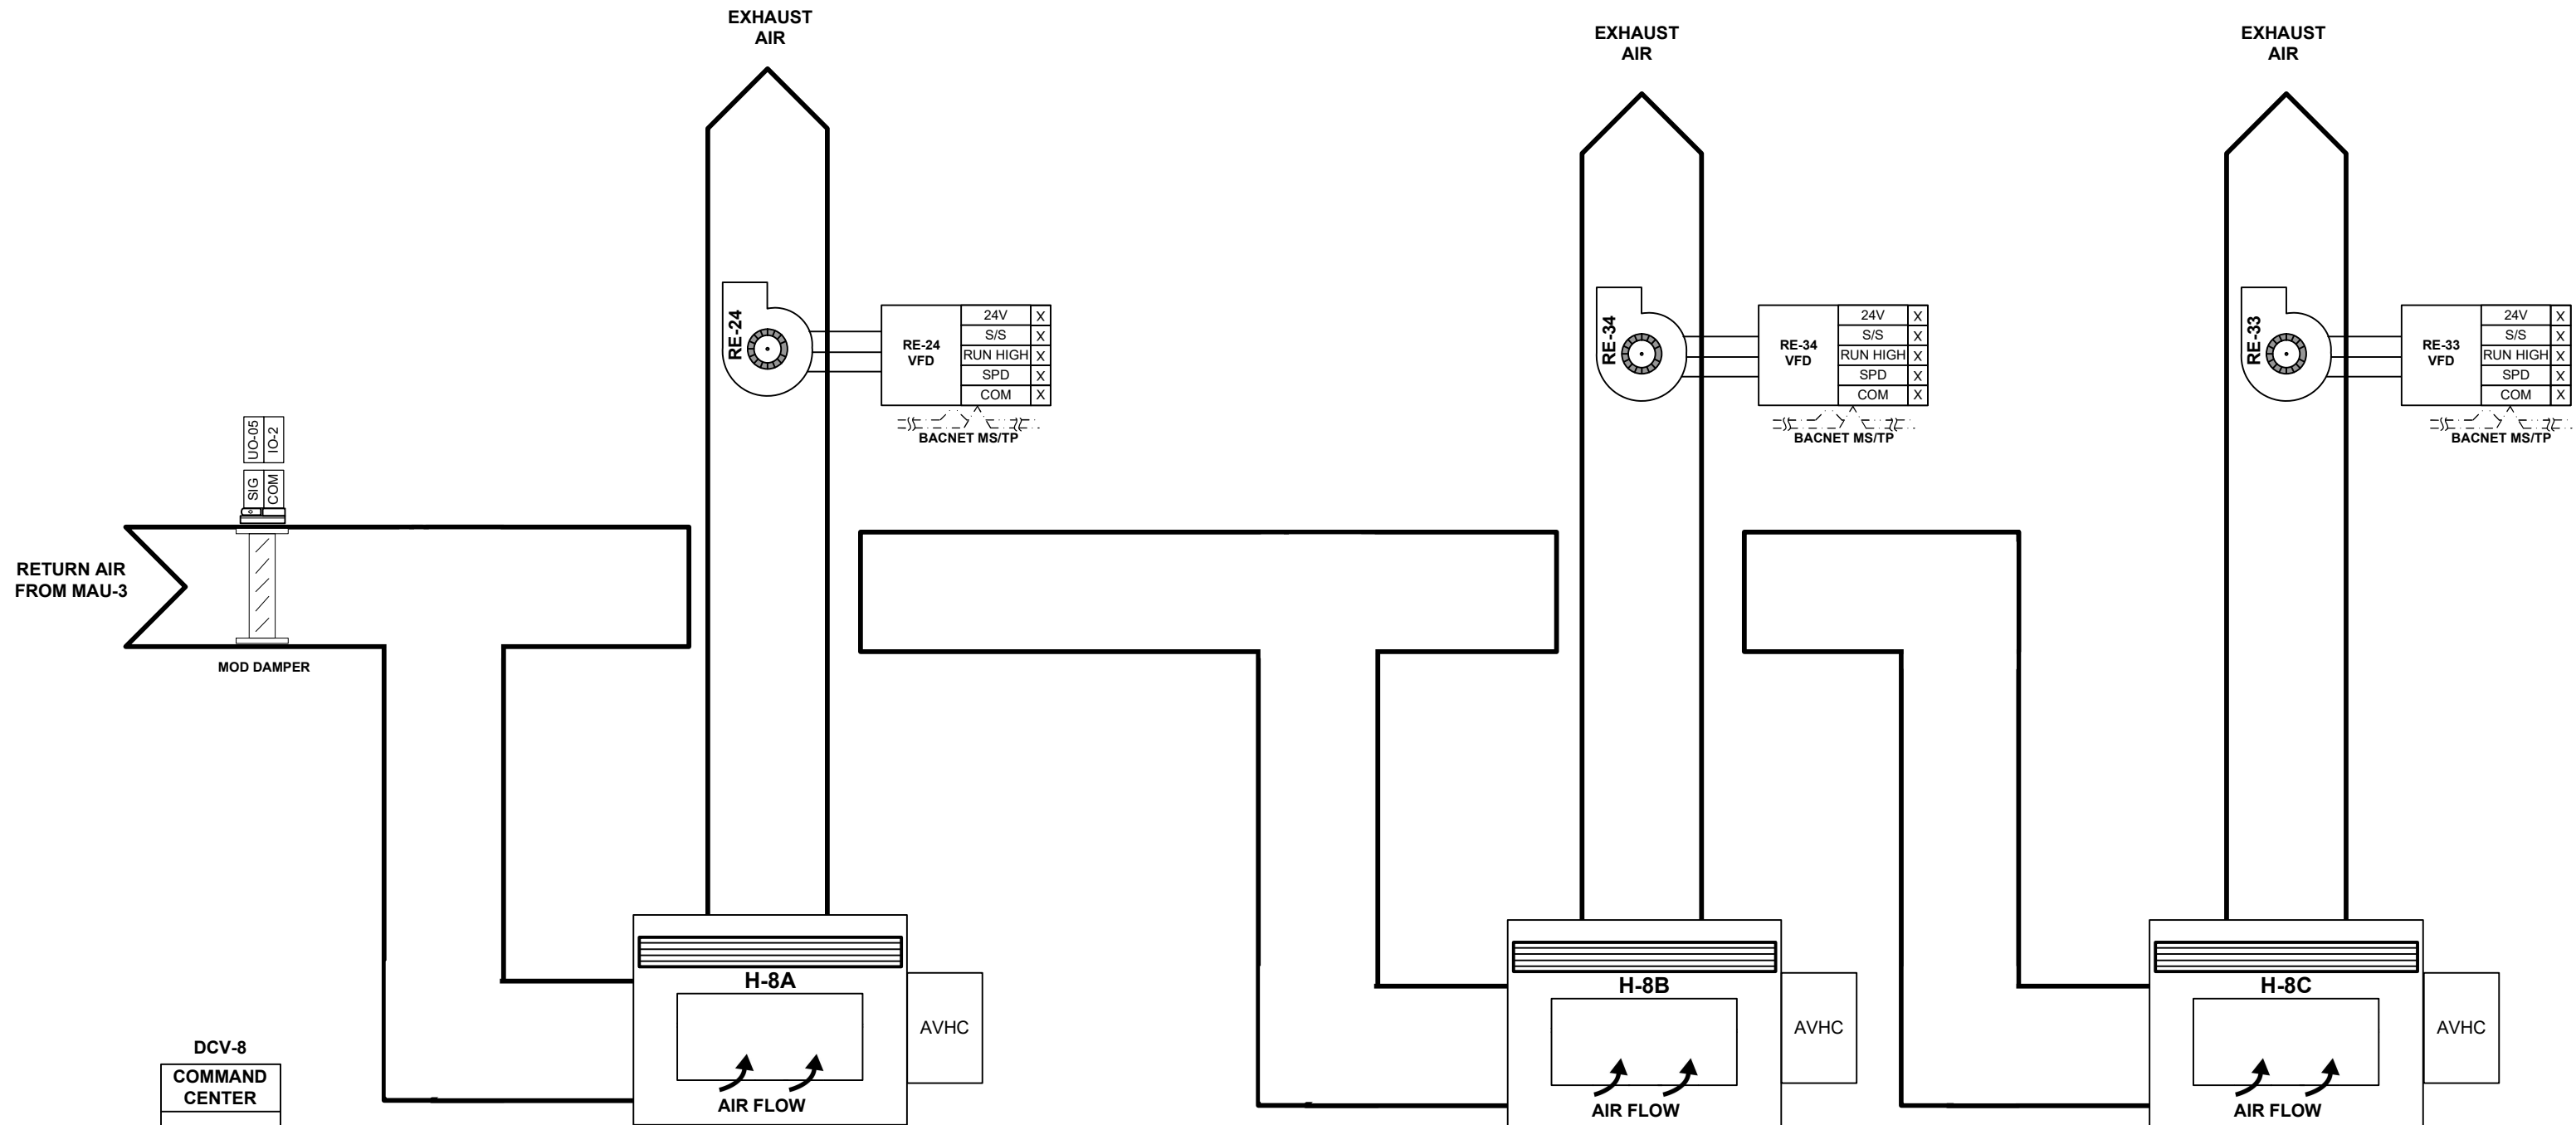 EXHAUST
AIR
EXHAUST
AIR
EXHAUST
AIR
RE-24
RE-24
VFD
24V X
S/S X
RUN HIGH X
SPD X
COM X
BACNET MS/TP
RE-34
RE-34
VFD
24V X
S/S X
RUN HIGH X
SPD X
COM X
BACNET MS/TP
RE-33
RE-33
VFD
24V X
S/S X
RUN HIGH X
SPD X
COM X
BACNET MS/TP
UO-05
IO-2
SIG
COM
RETURN AIR
FROM MAU-3
MOD DAMPER
H-8A
AVHC
AIR FLOW
H-8B
AVHC
AIR FLOW
H-8C
AVHC
AIR FLOW
DCV-8
COMMAND
CENTER